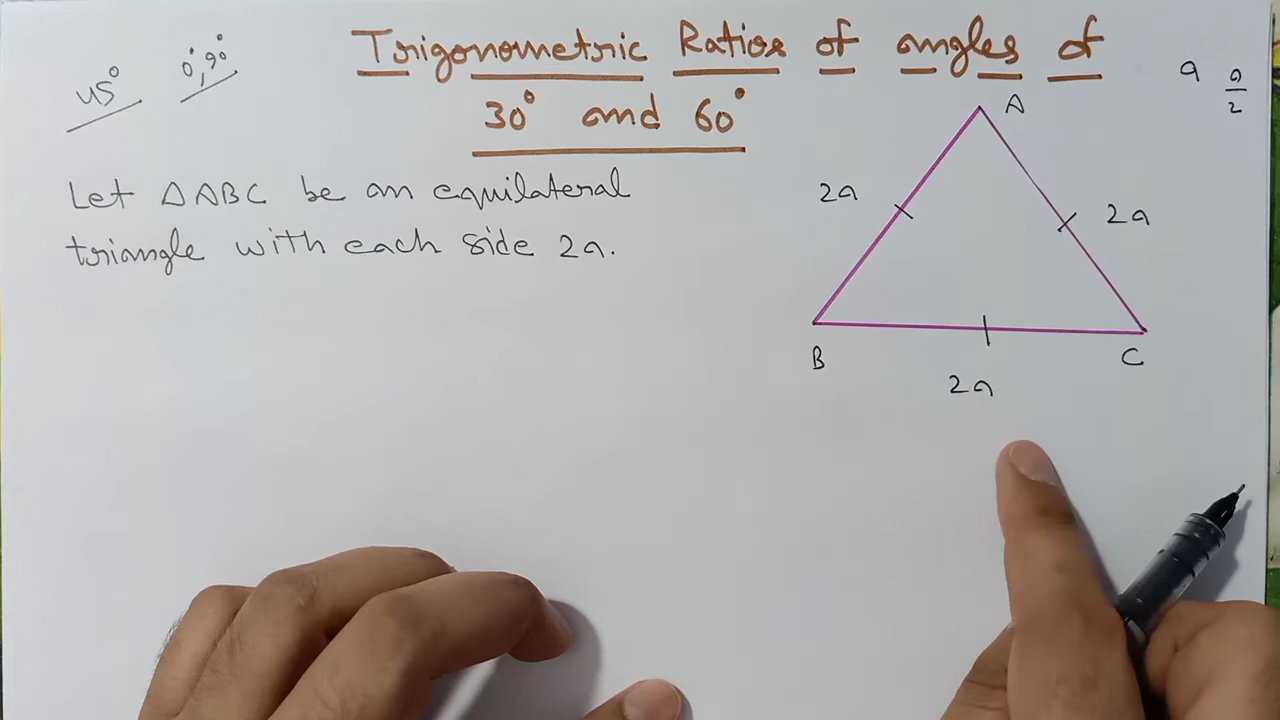 Trigonometric Ratios of angles of
30° and 60°
45°
0°, 90°
a
a/2
Let △ABC be an equilateral
triangle with each side 2a.
A
2a
2a
B
C
2a